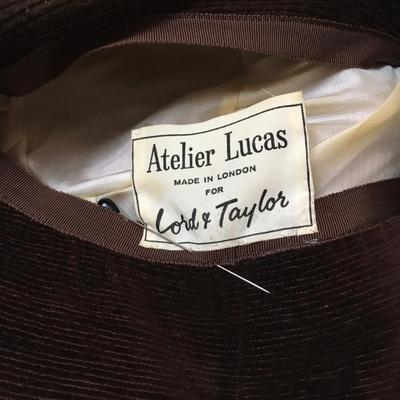 Atelier Lucas
MADE IN LONDON
FOR
Lord & Taylor